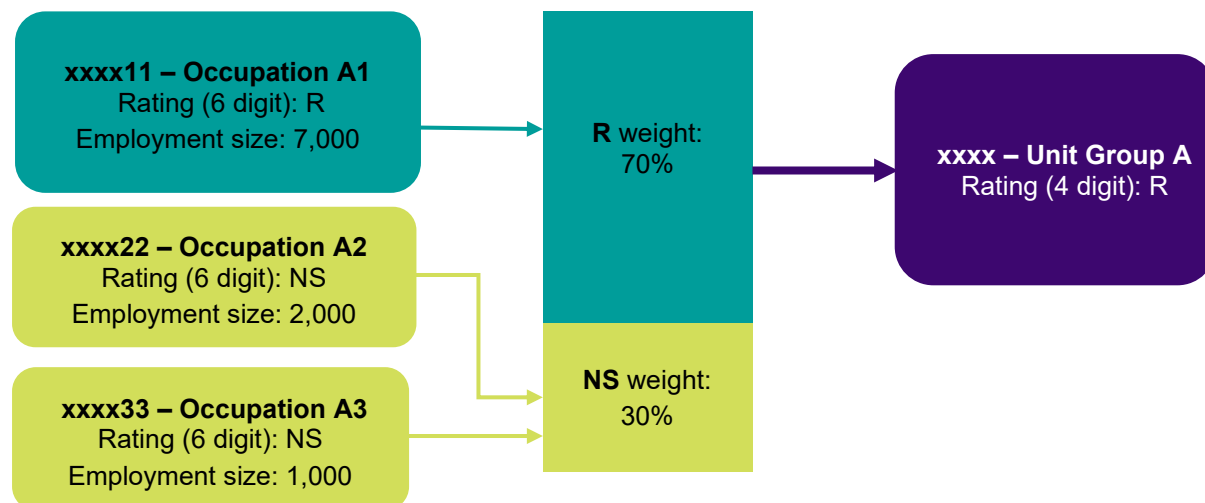 xxxx11 – Occupation A1
Rating (6 digit): R
Employment size: 7,000
xxxx22 – Occupation A2
Rating (6 digit): NS
Employment size: 2,000
xxxx33 – Occupation A3
Rating (6 digit): NS
Employment size: 1,000
R weight:
70%
NS weight:
30%
xxxx – Unit Group A
Rating (4 digit): R